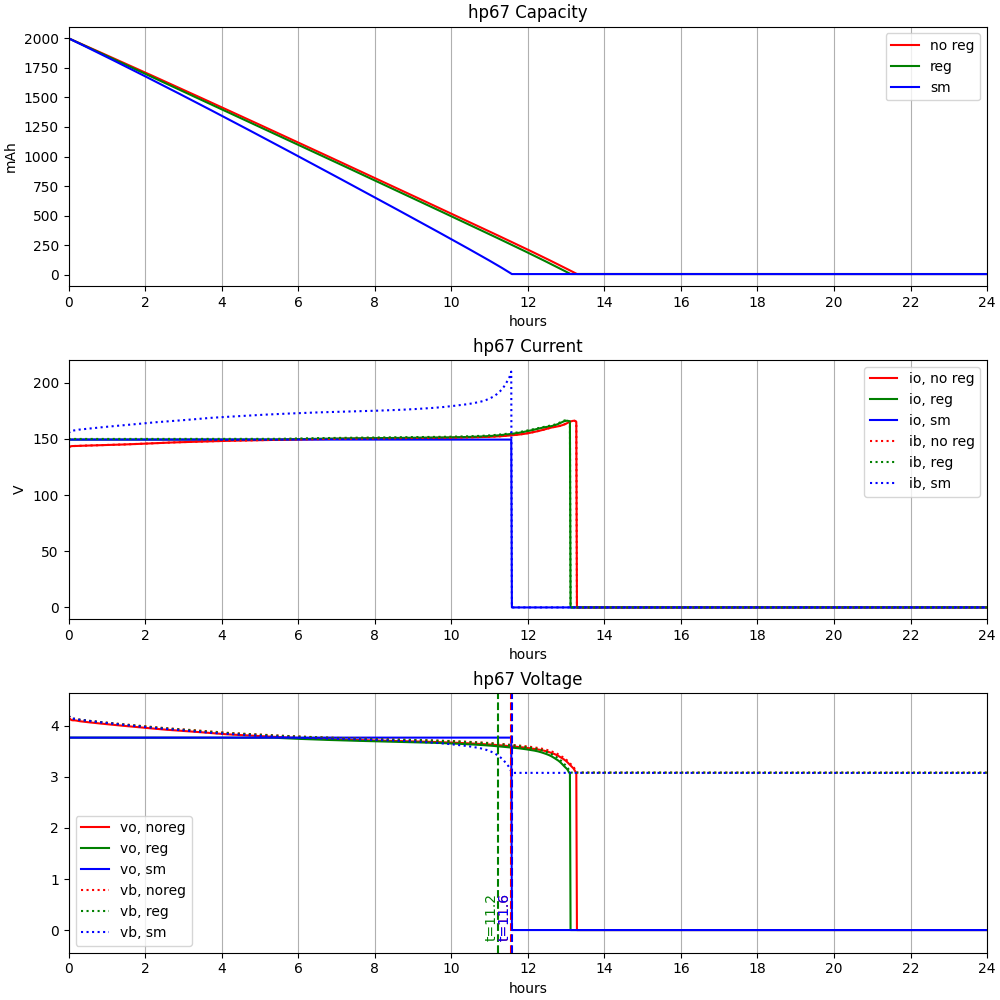 hp67 Capacity
mAh
2000
1750
1500
1250
1000
750
500
250
0
no reg
reg
sm
0 2 4 6 8 10 12 14 16 18 20 22 24
hours
hp67 Current
V
200
150
100
50
0
io, no reg
io, reg
io, sm
ib, no reg
ib, reg
ib, sm
0 2 4 6 8 10 12 14 16 18 20 22 24
hours
hp67 Voltage
4
3
2
1
0
vo, noreg
vo, reg
vo, sm
vb, noreg
vb, reg
vb, sm
t=11.2
t=11.6
0 2 4 6 8 10 12 14 16 18 20 22 24
hours